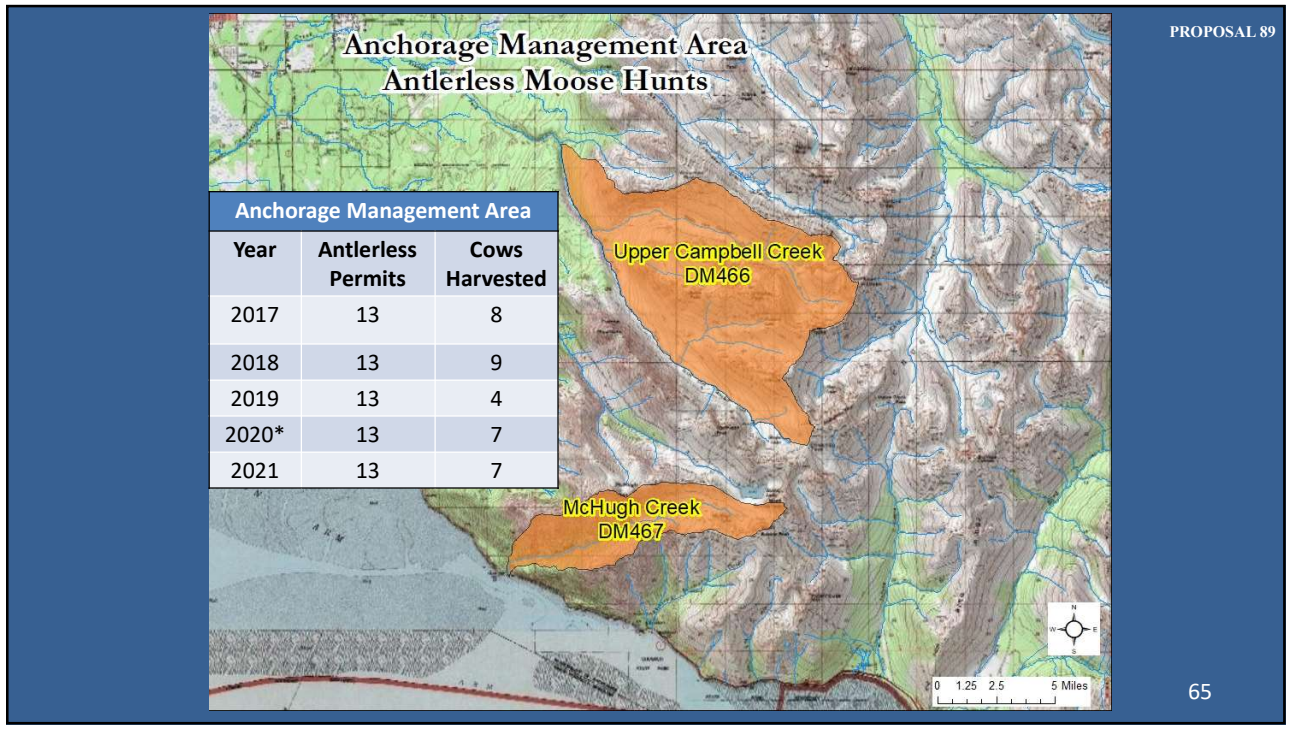 PROPOSAL 89
Anchorage Management Area
Antlerless Moose Hunts
Anchorage Management Area
Year Antlerless Permits Cows Harvested
2017 13 8
2018 13 9
2019 13 4
2020* 13 7
2021 13 7
Upper Campbell Creek
DM466
McHugh Creek
DM467
A R M
A R M
N
W E
S
0 1.25 2.5 5 Miles
65